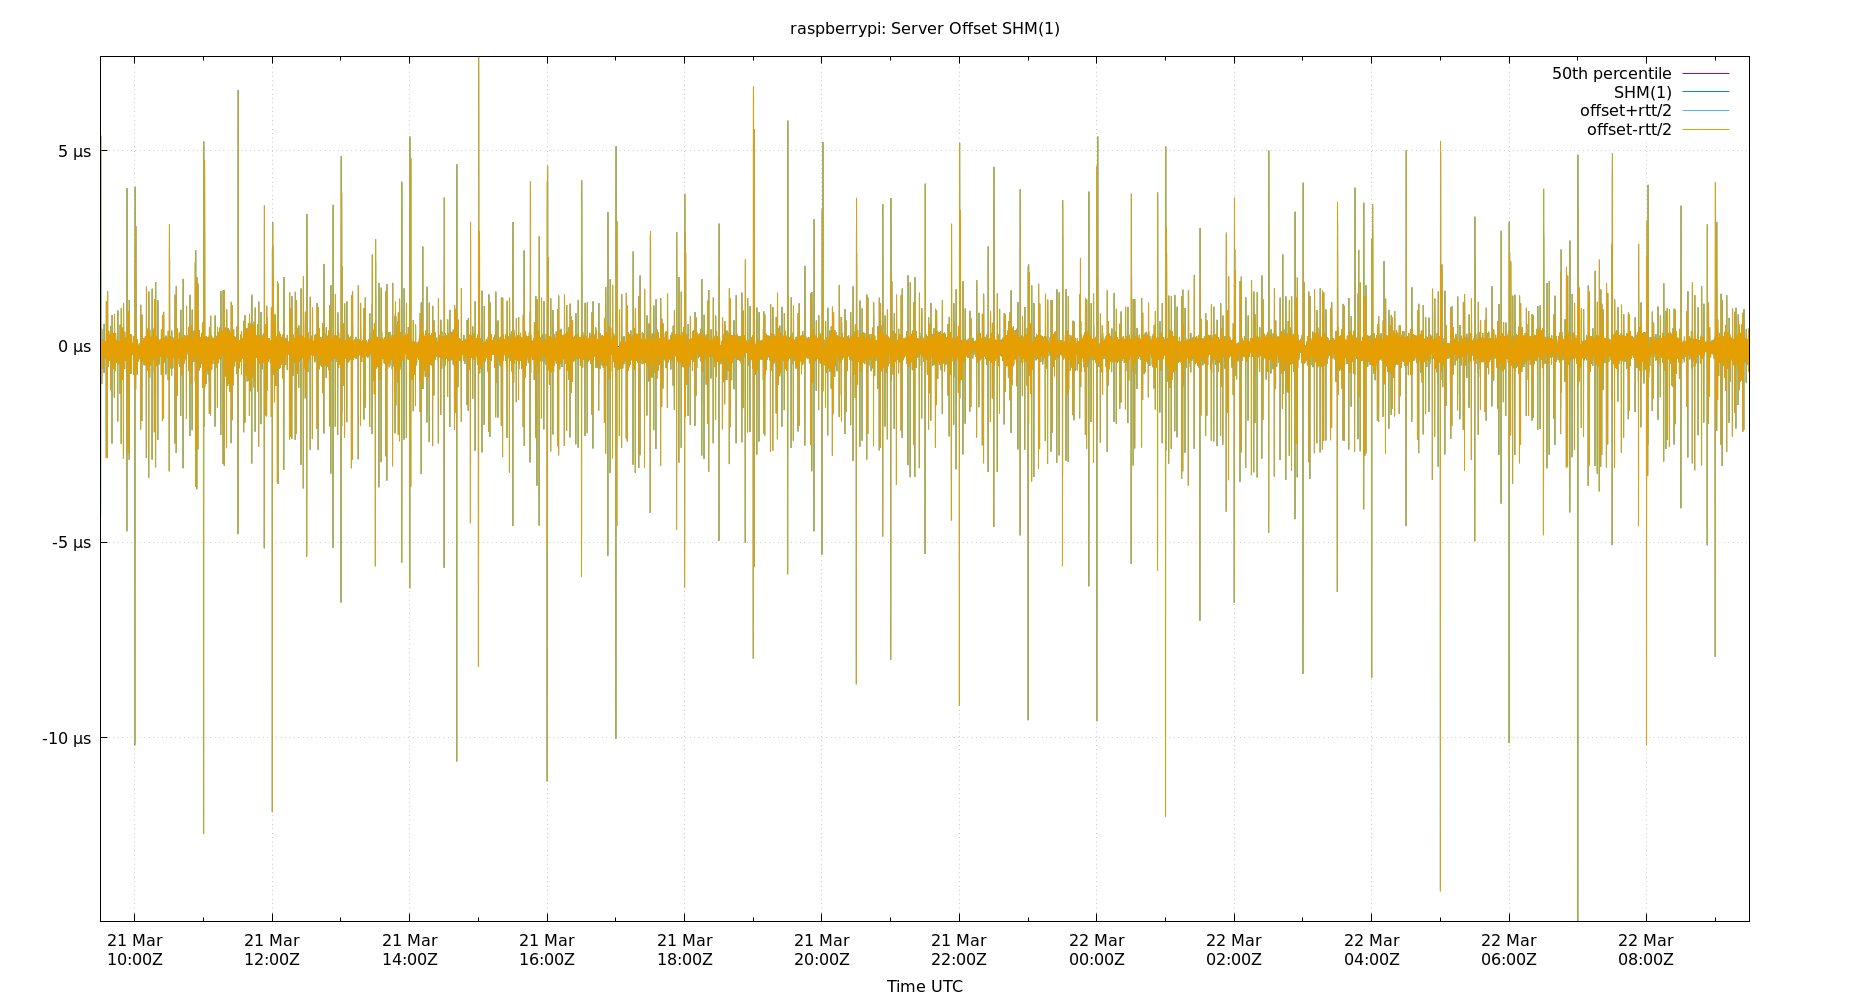 raspberrypi: Server Offset SHM(1)
50th percentile
SHM(1)
offset+rtt/2
offset-rtt/2
5 µs
0 µs
-5 µs
-10 µs
21 Mar 21 Mar 21 Mar 21 Mar 21 Mar 21 Mar 21 Mar 22 Mar 22 Mar 22 Mar 22 Mar 22 Mar
10:00Z 12:00Z 14:00Z 16:00Z 18:00Z 20:00Z 22:00Z 00:00Z 02:00Z 04:00Z 06:00Z 08:00Z
Time UTC